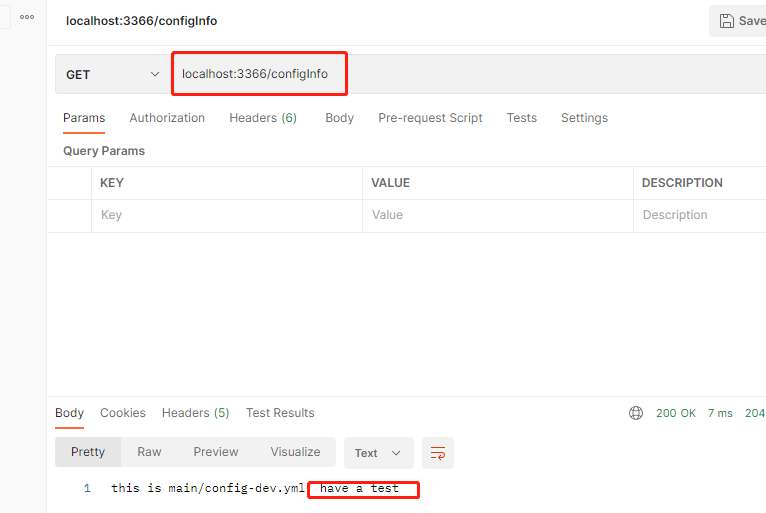 localhost:3366/configInfo
Save
GET
localhost:3366/configInfo
Params Authorization Headers (6) Body Pre-request Script Tests Settings
Query Params
KEY VALUE DESCRIPTION
Key Value Description
Body Cookies Headers (5) Test Results 200 OK 7 ms 204
Pretty Raw Preview Visualize Text
1 this is main/config-dev.yml have a test